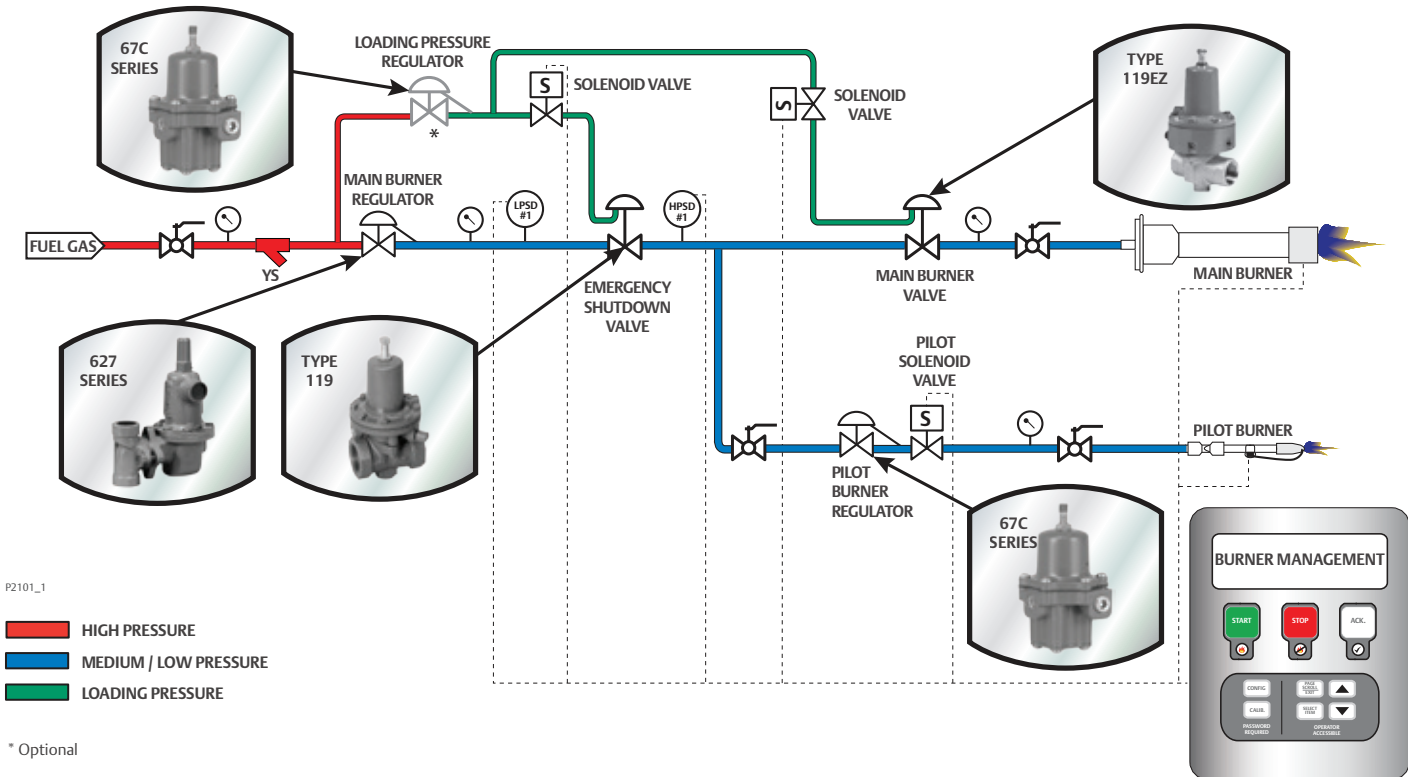 67C
SERIES
LOADING PRESSURE
REGULATOR
*
S
SOLENOID VALVE
S
SOLENOID
VALVE
TYPE
119EZ
MAIN BURNER
REGULATOR
LPSD
#1
HPSD
#1
FUEL GAS
YS
EMERGENCY
SHUTDOWN
VALVE
MAIN BURNER
VALVE
MAIN BURNER
627
SERIES
TYPE
119
PILOT
SOLENOID
VALVE
S
PILOT BURNER
PILOT
BURNER
REGULATOR
67C
SERIES
BURNER MANAGEMENT
START
STOP
ACK.
CONFIG
CALIB.
PASSWORD
REQUIRED
PAGE
SCROLL
EXIT
SELECT
ITEM
OPERATOR
ACCESSIBLE
P2101_1
HIGH PRESSURE
MEDIUM / LOW PRESSURE
LOADING PRESSURE
* Optional